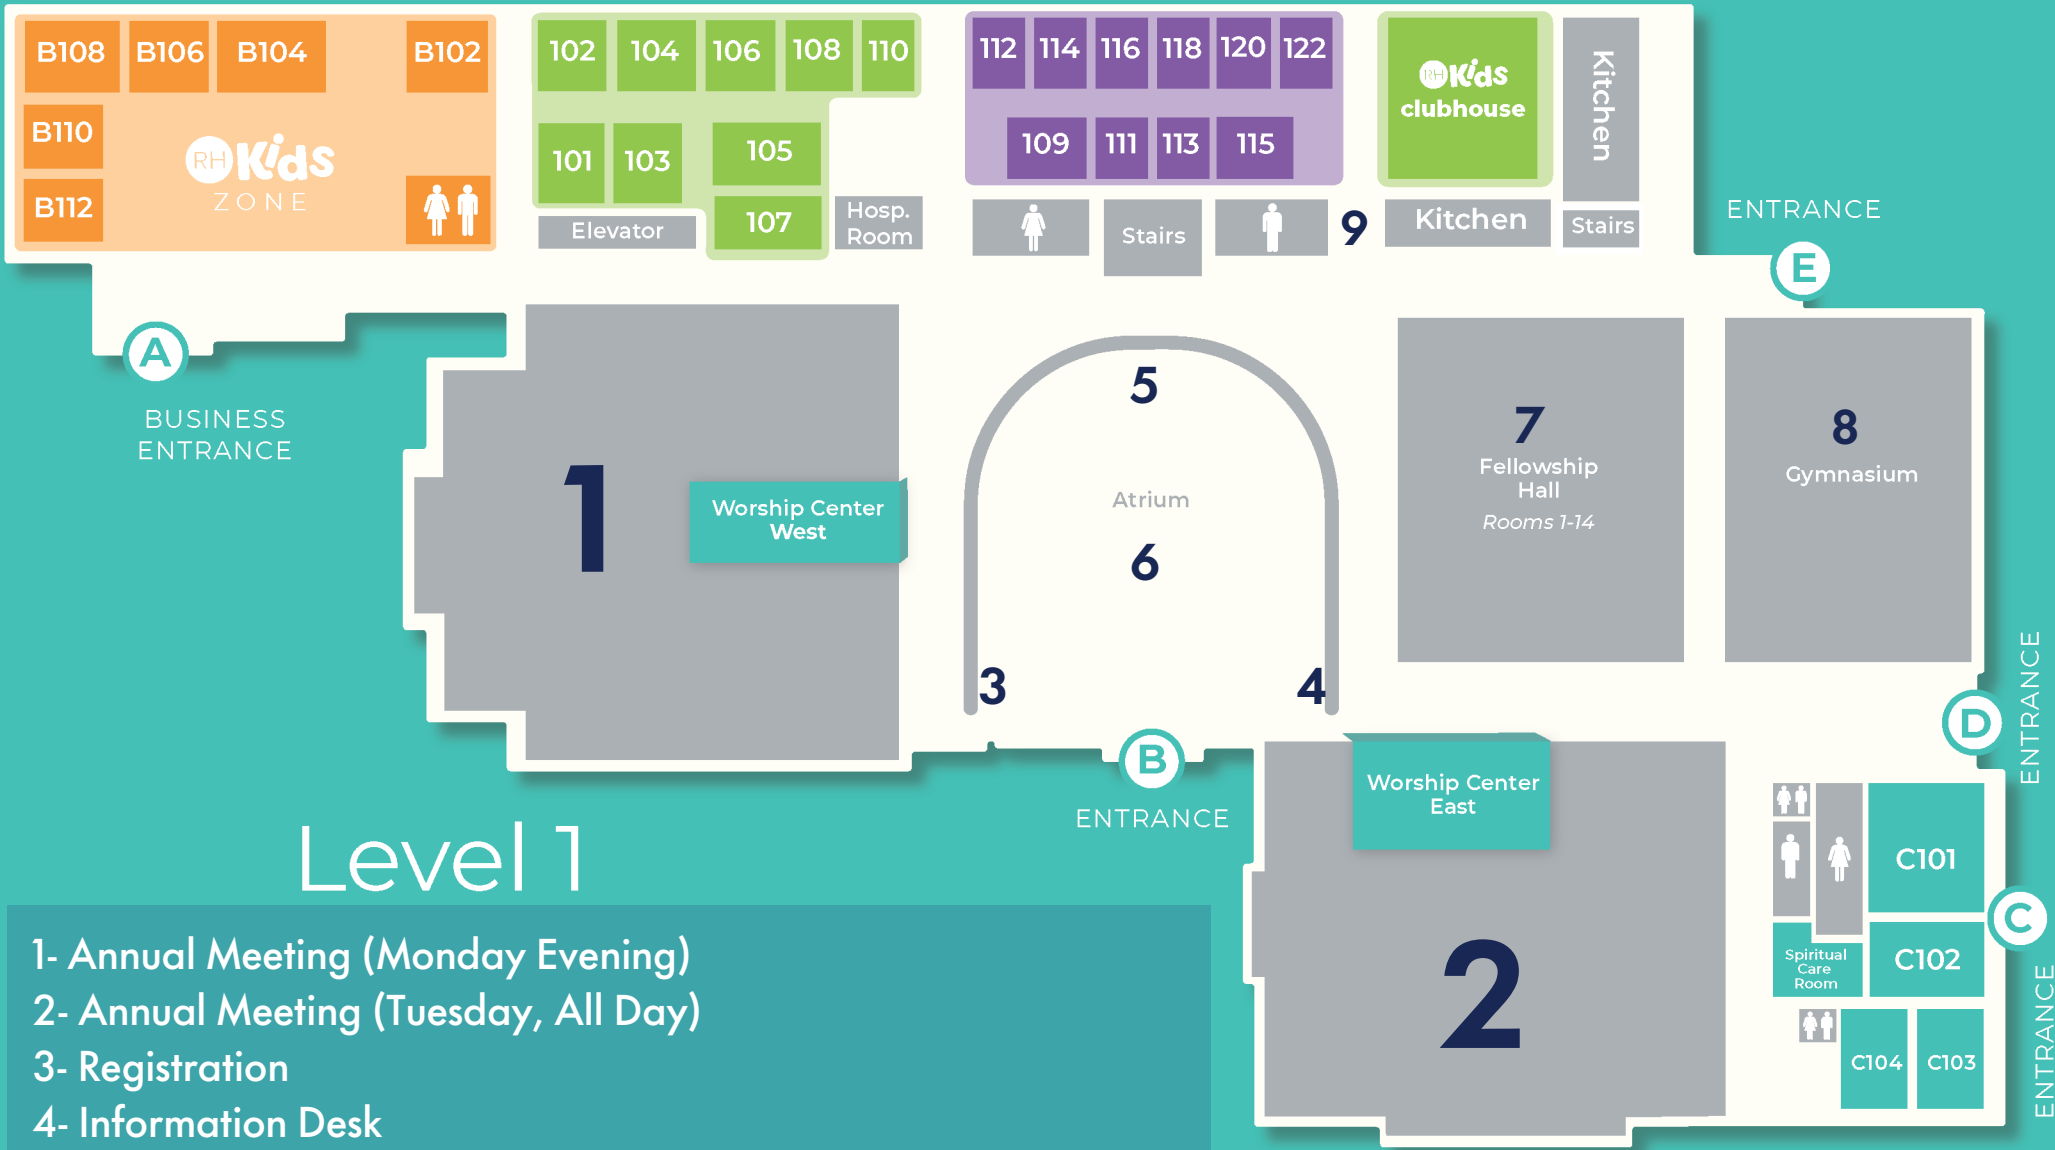 B108 B106 B104 B102
B110
B112
RH Kids
ZONE
102 104 106 108 110
101 103 105
107
Elevator
Hosp.
Room
112 114 116 118 120 122
109 111 113 115
Stairs
9
RH Kids
clubhouse
Kitchen
Kitchen
Stairs
ENTRANCE
E
A
BUSINESS
ENTRANCE
1
Worship Center
West
5
Atrium
6
3
4
7
Fellowship
Hall
Rooms 1-14
8
Gymnasium
D
ENTRANCE
B
ENTRANCE
Worship Center
East
2
C101
C
ENTRANCE
C102
Spiritual
Care
Room
C104 C103
Level 1
1- Annual Meeting (Monday Evening)
2- Annual Meeting (Tuesday, All Day)
3- Registration
4- Information Desk